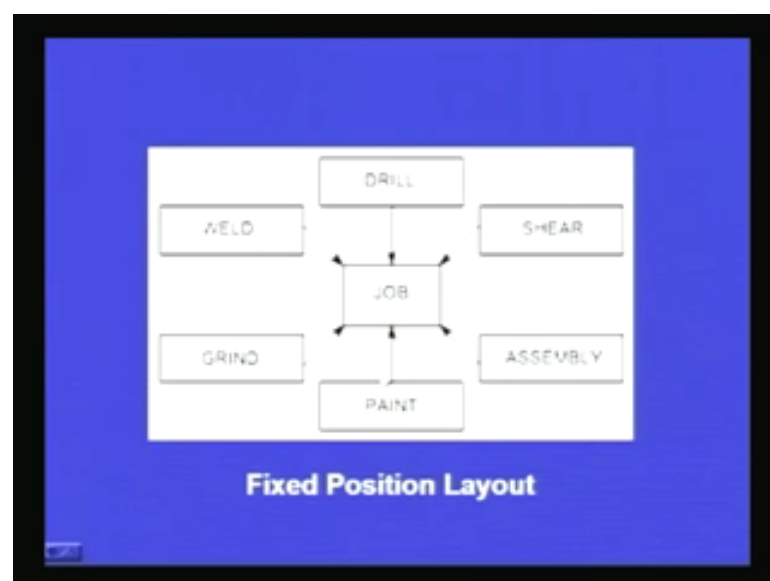 DRILL
WELD
SHEAR
JOB
GRIND
ASSEMBLY
PAINT
Fixed Position Layout